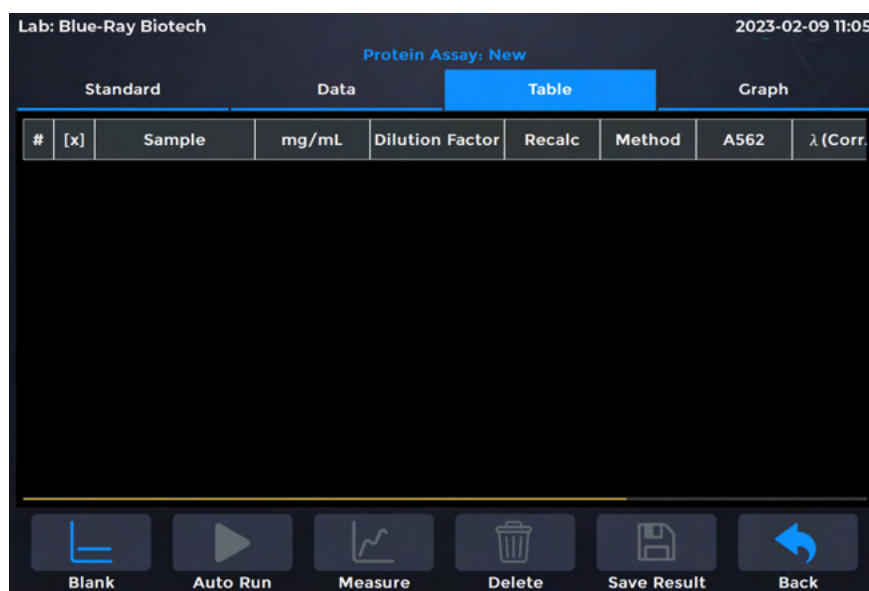 Lab: Blue-Ray Biotech 2023-02-09 11:05
Protein Assay: New
Standard Data Table Graph
# [x] Sample mg/mL Dilution Factor Recalc Method A562 λ (Corr.
Blank Auto Run Measure Delete Save Result Back